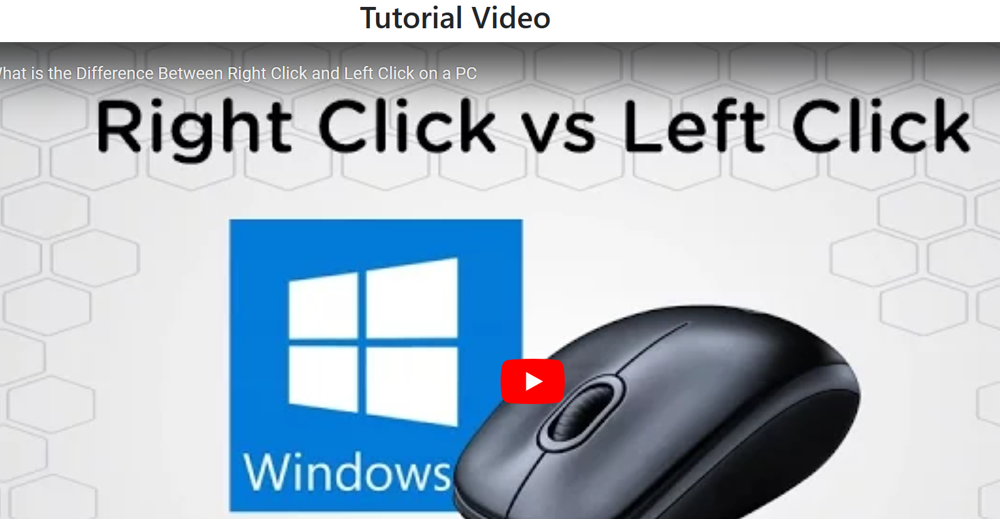 Tutorial Video
hat is the Difference Between Right Click and Left Click on a PC
Right Click vs Left Click
Windows